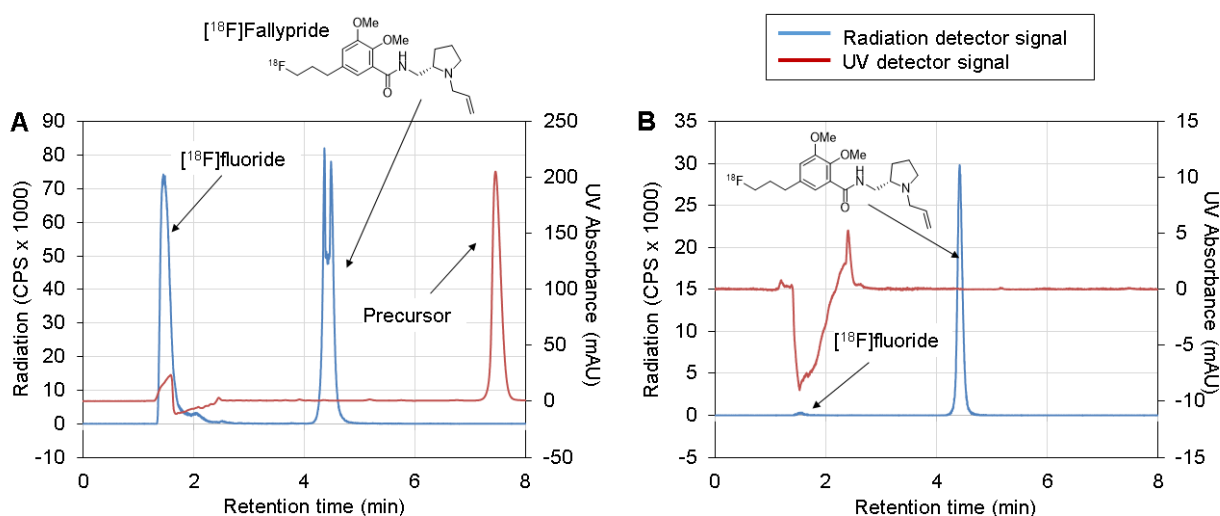 [18F]Fallypride
OMe
OMe
18F
H
N
O
N
Radiation detector signal
UV detector signal
A
90
80
70
60
50
40
30
20
10
0
-10
Radiation (CPS x 1000)
[18F]fluoride
Precursor
250
200
150
100
50
0
-50
UV Absorbance (mAU)
0 2 4 6 8
Retention time (min)
B
35
30
25
20
15
10
5
0
-5
Radiation (CPS x 1000)
OMe
OMe
18F
H
N
O
N
[18F]fluoride
15
10
5
0
-5
-10
-15
UV Absorbance (mAU)
0 2 4 6 8
Retention time (min)